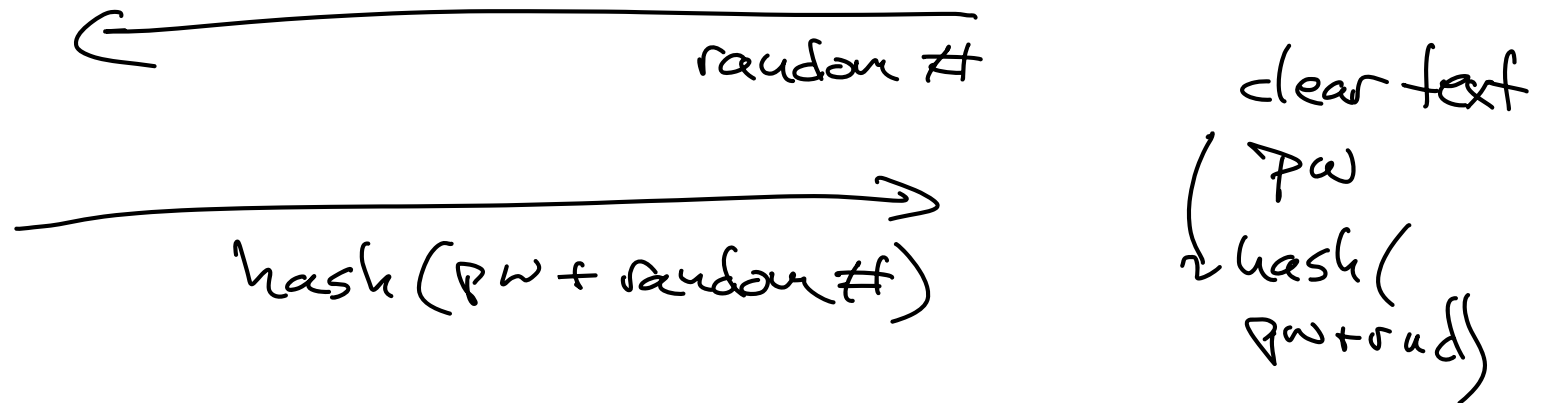 random #
hash (pw + random #)
clear text
pw
hash (
pw + rnd)